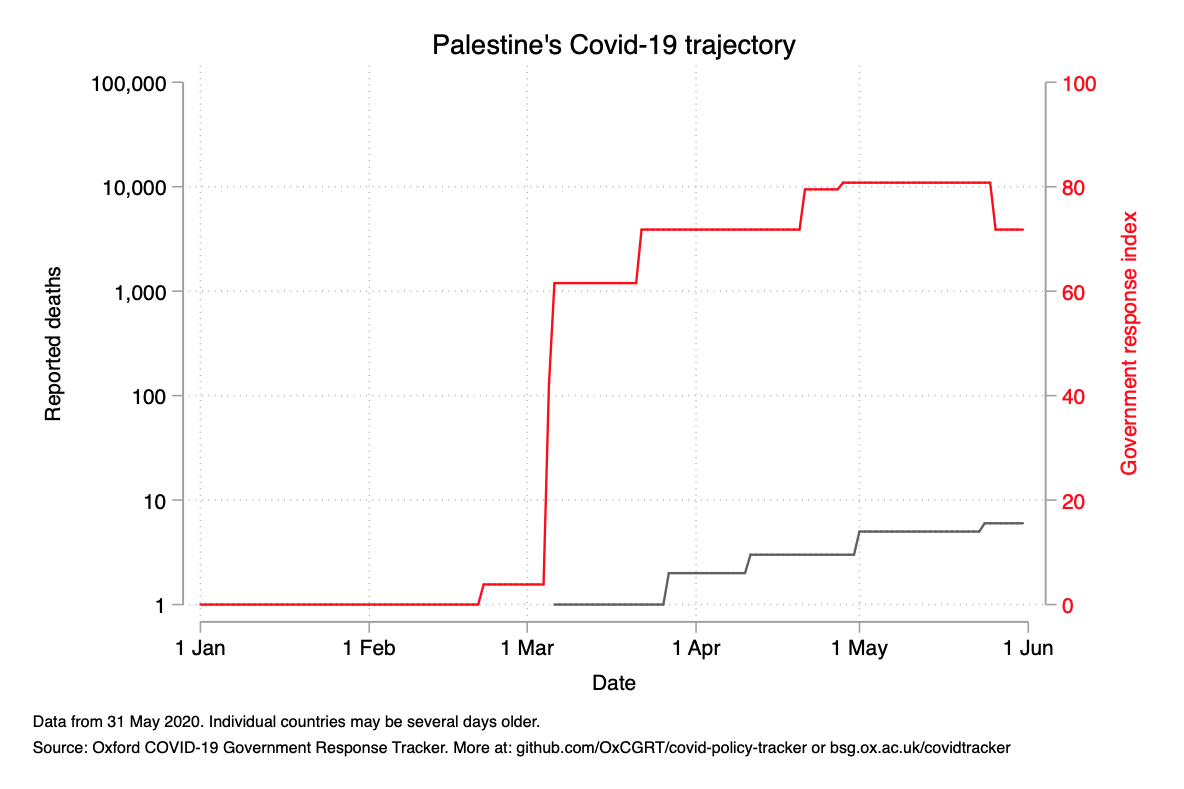 Palestine's Covid-19 trajectory
100,000
10,000
1,000
100
10
1
Reported deaths
100
80
60
40
20
0
Government response index
1 Jan
1 Feb
1 Mar
1 Apr
1 May
1 Jun
Date
Data from 31 May 2020. Individual countries may be several days older.
Source: Oxford COVID-19 Government Response Tracker. More at: github.com/OxCGRT/covid-policy-tracker or bsg.ox.ac.uk/covidtracker